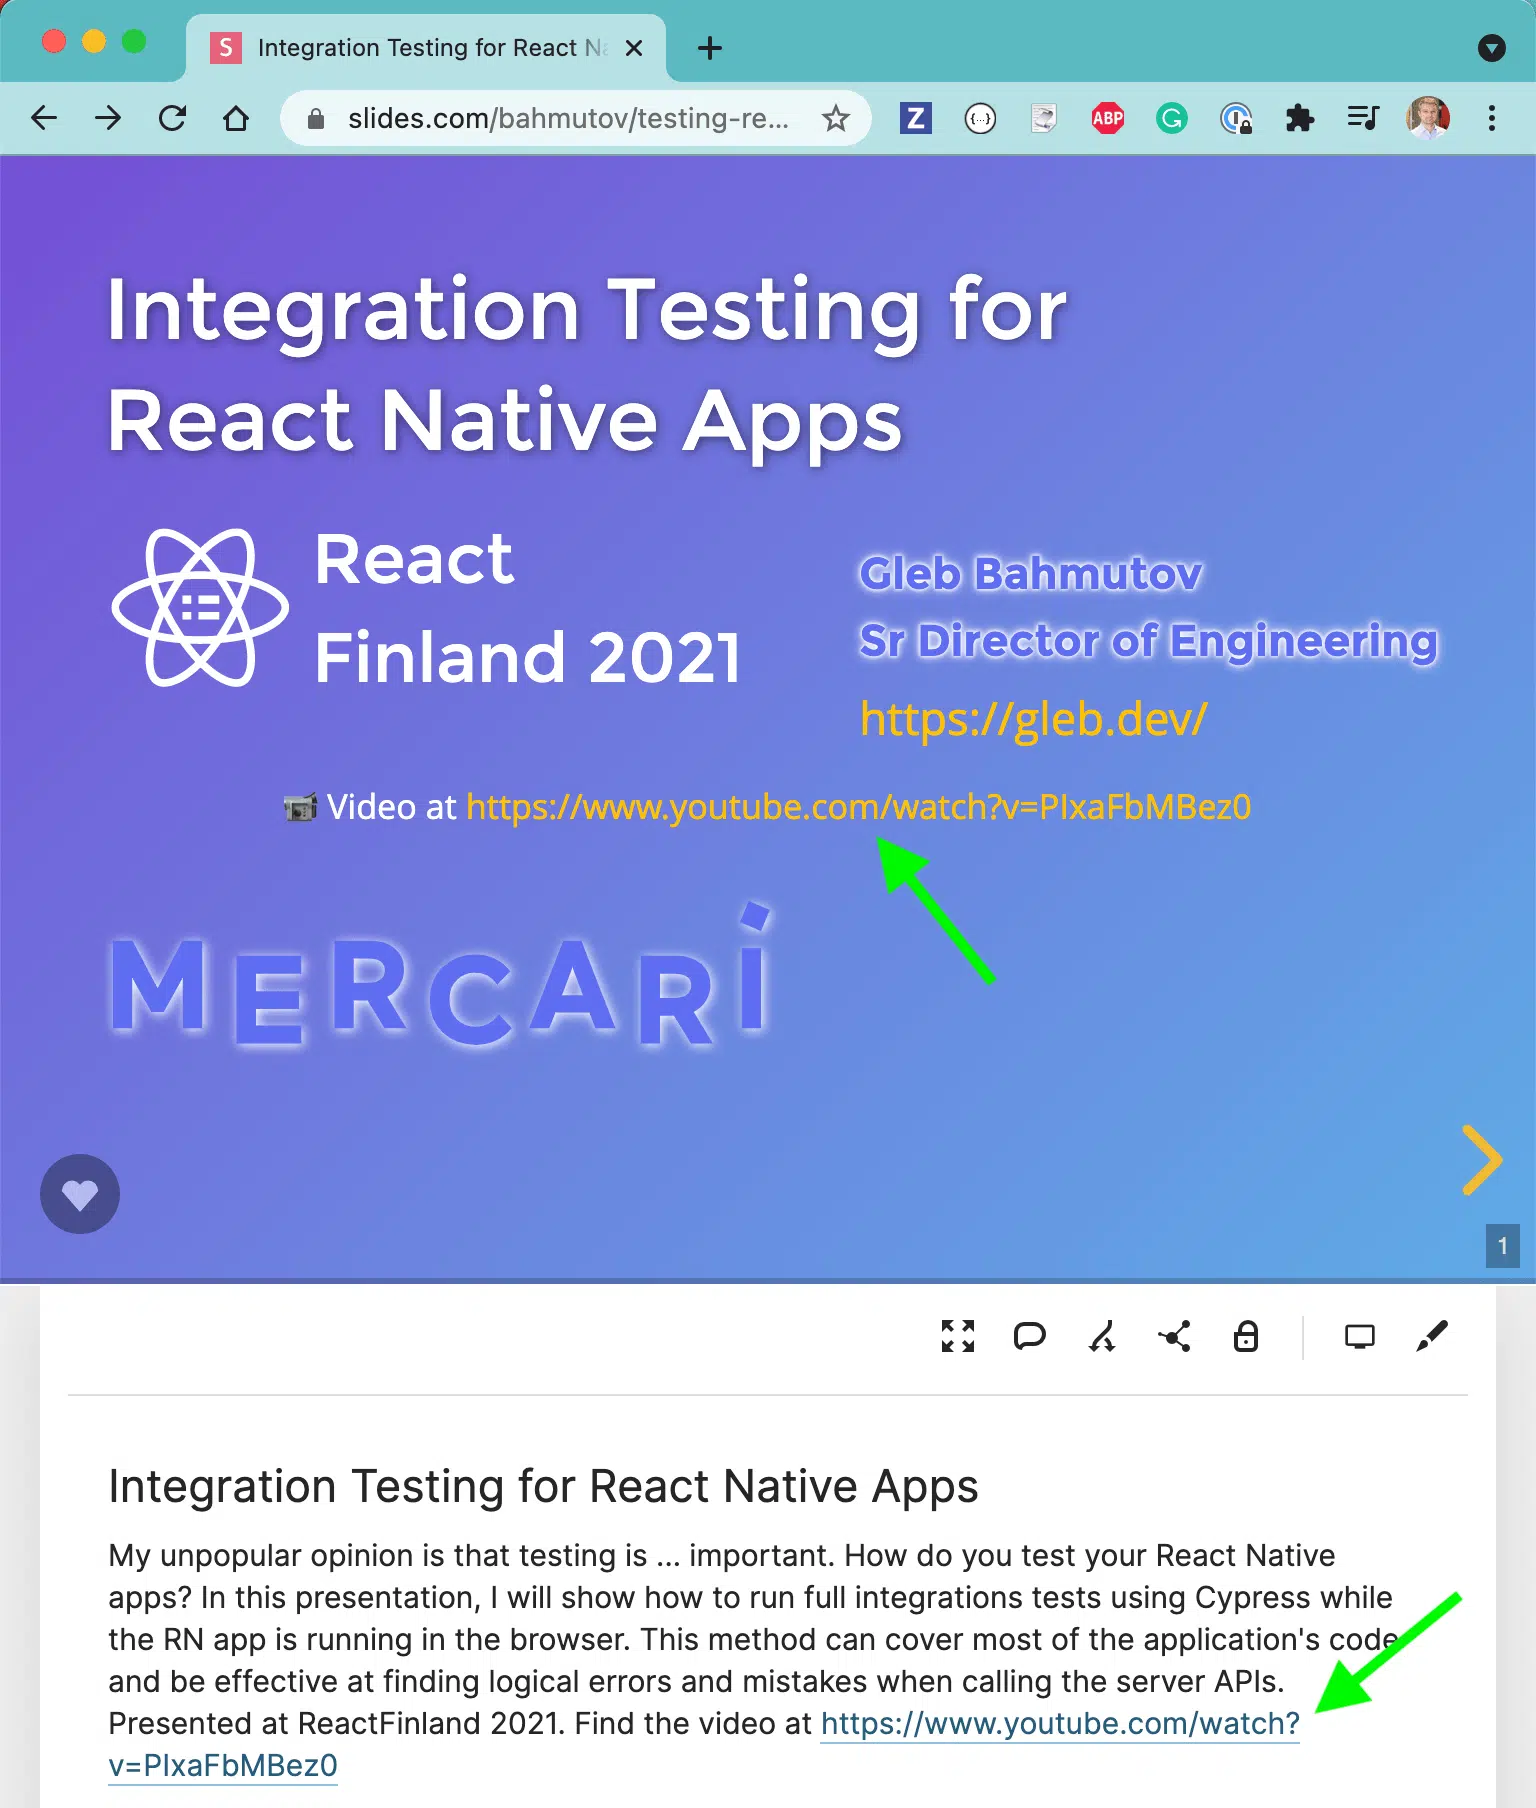 S Integration Testing for React Na
slides.com/bahmutov/testing-re...
Z {...} ABP G
Integration Testing for
React Native Apps
React
Finland 2021
Gleb Bahmutov
Sr Director of Engineering
https://gleb.dev/
Video at https://www.youtube.com/watch?v=PIxaFbMBez0
MERCARI
1
Integration Testing for React Native Apps
My unpopular opinion is that testing is ... important. How do you test your React Native
apps? In this presentation, I will show how to run full integrations tests using Cypress while
the RN app is running in the browser. This method can cover most of the application's code
and be effective at finding logical errors and mistakes when calling the server APIs.
Presented at ReactFinland 2021. Find the video at https://www.youtube.com/watch?
v=PIxaFbMBez0